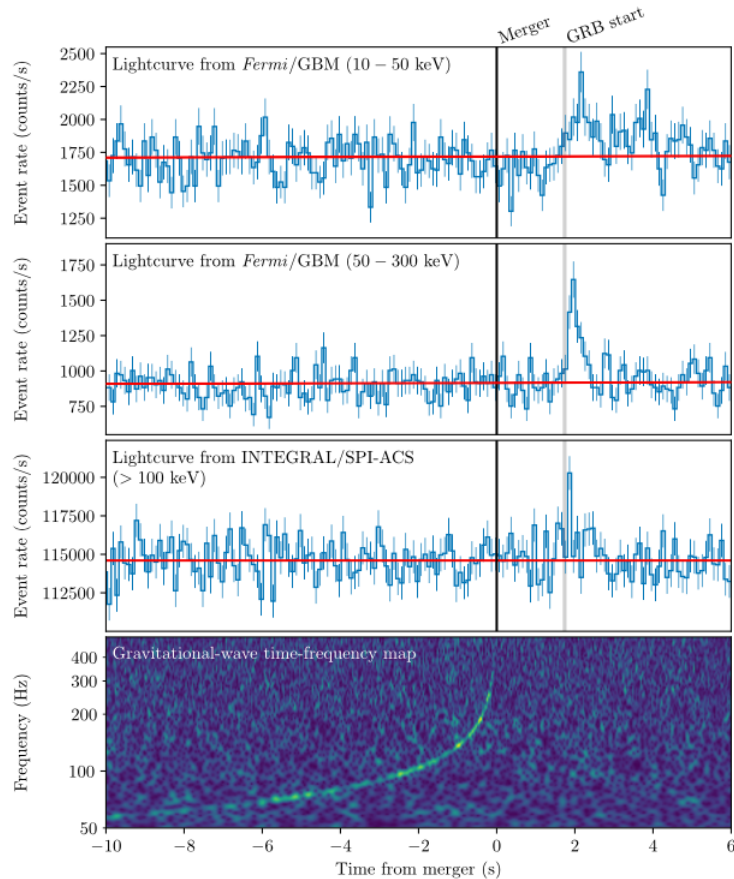 Merger
GRB start
Lightcurve from Fermi/GBM (10 − 50 keV)
Event rate (counts/s)
2500
2250
2000
1750
1500
1250
Lightcurve from Fermi/GBM (50 − 300 keV)
Event rate (counts/s)
1750
1500
1250
1000
750
Lightcurve from INTEGRAL/SPI-ACS
(> 100 keV)
Event rate (counts/s)
120000
117500
115000
112500
Gravitational-wave time-frequency map
Frequency (Hz)
400
300
200
100
50
−10 −8 −6 −4 −2 0 2 4 6
Time from merger (s)